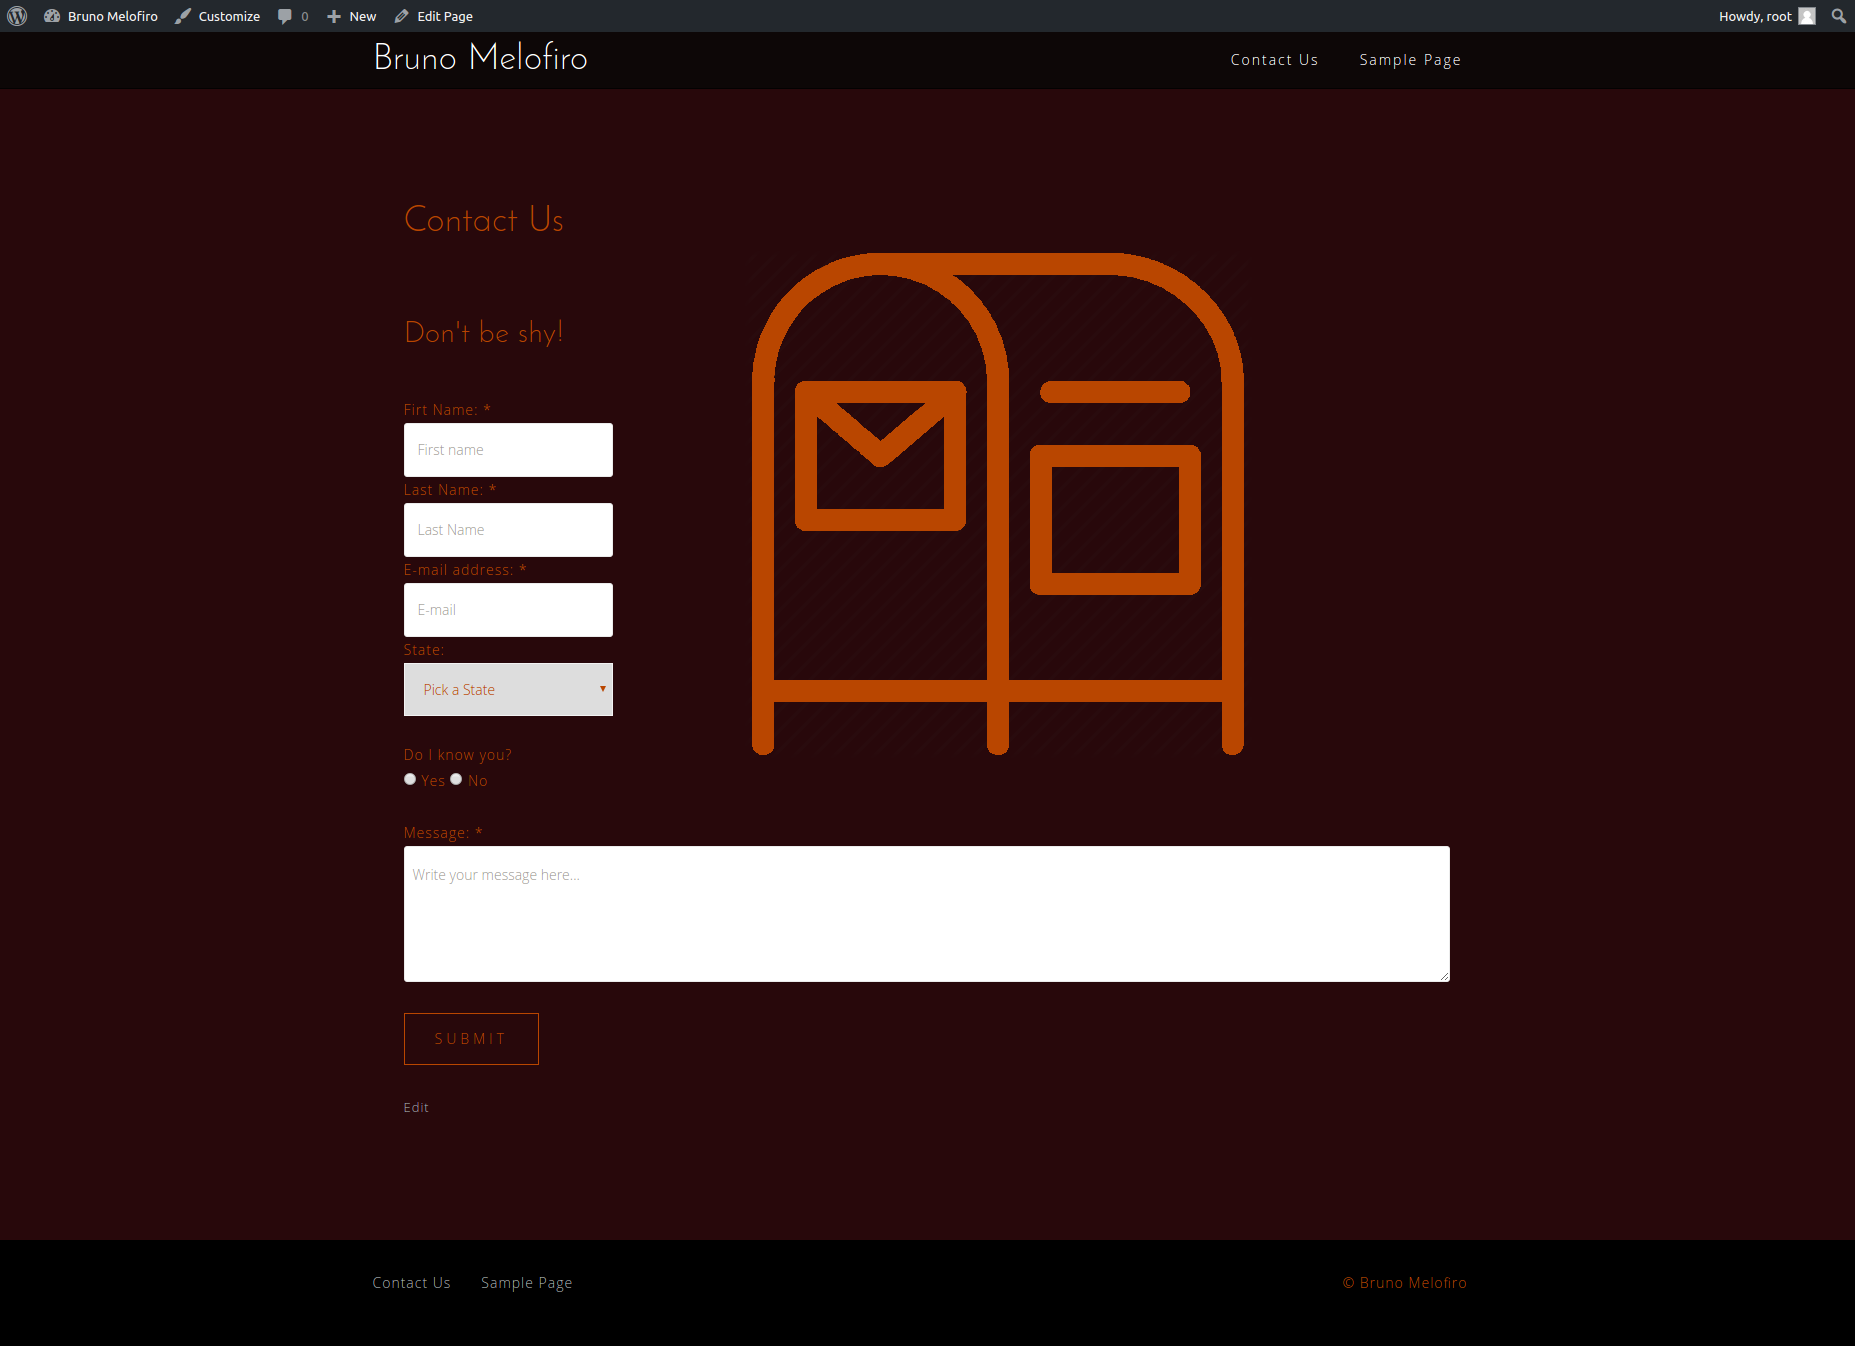 Bruno Melofiro Customize 0 New Edit Page Howdy, root
Bruno Melofiro Contact Us Sample Page
Contact Us
Don't be shy!
Firt Name: *
First name
Last Name: *
Last Name
E-mail address: *
E-mail
State:
Pick a State
Do I know you?
Yes No
Message: *
Write your message here...
SUBMIT
Edit
Contact Us Sample Page © Bruno Melofiro